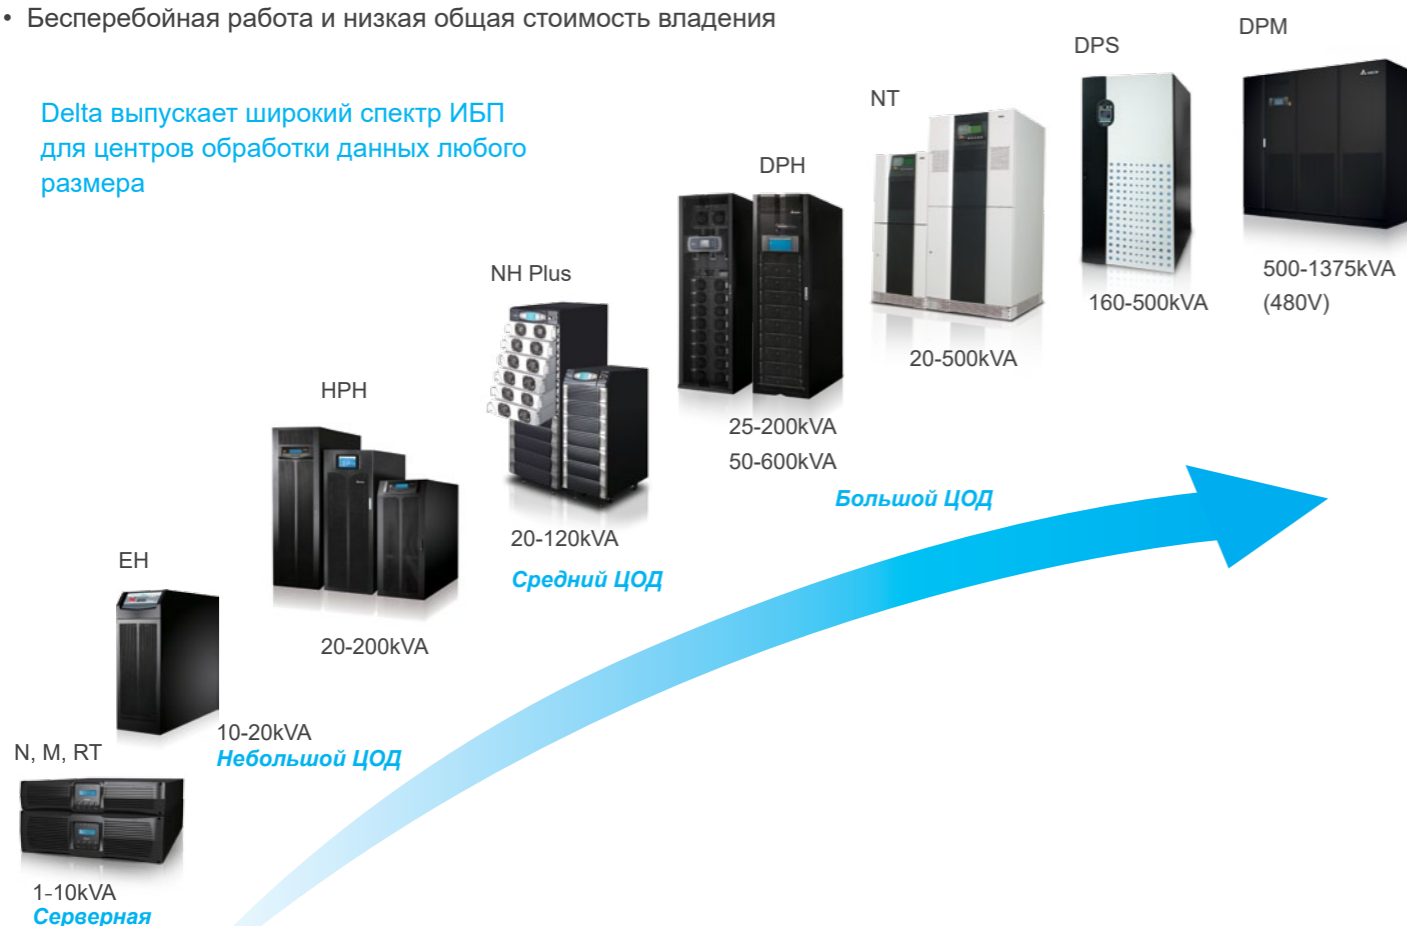 • Бесперебойная работа и низкая общая стоимость владения
Delta выпускает широкий спектр ИБП
для центров обработки данных любого
размера
DPM
DPS
NT
DPH
NH Plus
HPH
EH
N, M, RT
500-1375kVA
(480V)
160-500kVA
20-500kVA
25-200kVA
50-600kVA
Большой ЦОД
20-120kVA
Средний ЦОД
20-200kVA
10-20kVA
Небольшой ЦОД
1-10kVA
Серверная